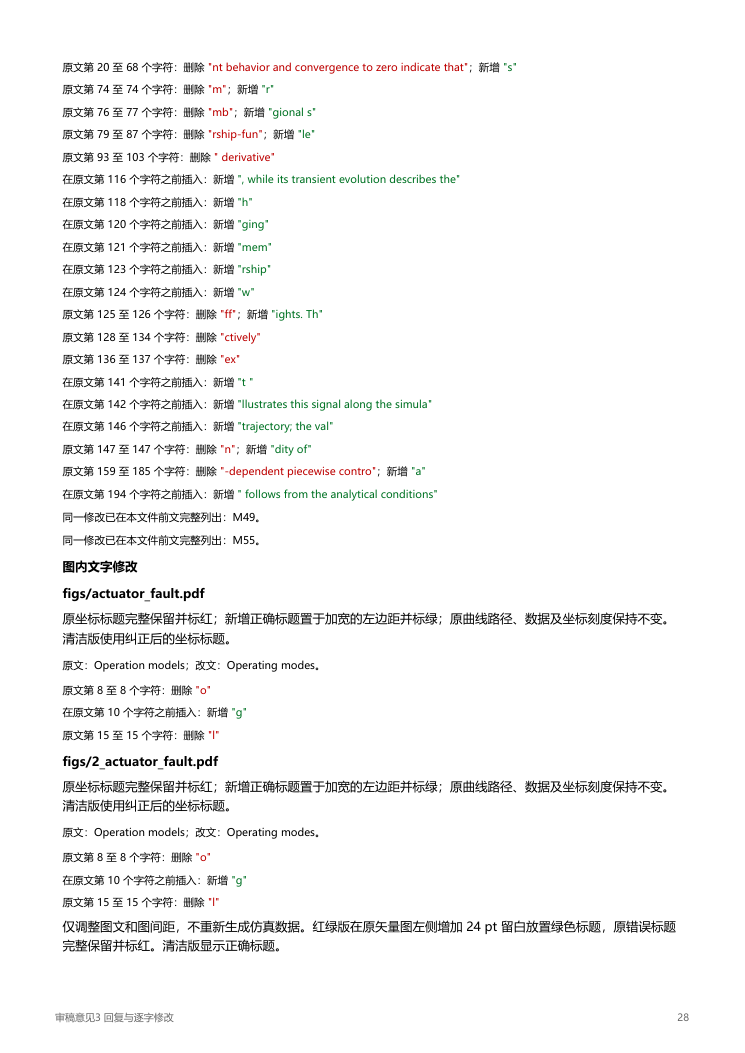 原文第 20 至 68 个字符：删除 "nt behavior and convergence to zero indicate that"；新增 "s"
原文第 74 至 74 个字符：删除 "m"；新增 "r"
原文第 76 至 77 个字符：删除 "mb"；新增 "gional s"
原文第 79 至 87 个字符：删除 "rship-fun"；新增 "le"
原文第 93 至 103 个字符：删除 " derivative"
在原文第 116 个字符之前插入：新增 ", while its transient evolution describes the"
在原文第 118 个字符之前插入：新增 "h"
在原文第 120 个字符之前插入：新增 "ging"
在原文第 121 个字符之前插入：新增 "mem"
在原文第 123 个字符之前插入：新增 "rship"
在原文第 124 个字符之前插入：新增 "w"
原文第 125 至 126 个字符：删除 "ff"；新增 "ights. Th"
原文第 128 至 134 个字符：删除 "ctively"
原文第 136 至 137 个字符：删除 "ex"
在原文第 141 个字符之前插入：新增 "t "
在原文第 142 个字符之前插入：新增 "llustrates this signal along the simula"
在原文第 146 个字符之前插入：新增 "trajectory; the val"
原文第 147 至 147 个字符：删除 "n"；新增 "dity of"
原文第 159 至 185 个字符：删除 "-dependent piecewise contro"；新增 "a"
在原文第 194 个字符之前插入：新增 " follows from the analytical conditions"
同一修改已在本文件前文完整列出：M49。
同一修改已在本文件前文完整列出：M55。
图内文字修改
figs/actuator_fault.pdf
原坐标标题完整保留并标红；新增正确标题置于加宽的左边距并标绿；原曲线路径、数据及坐标刻度保持不变。
清洁版使用纠正后的坐标标题。
原文：Operation models；改文：Operating modes。
原文第 8 至 8 个字符：删除 "o"
在原文第 10 个字符之前插入：新增 "g"
原文第 15 至 15 个字符：删除 "l"
figs/2_actuator_fault.pdf
原坐标标题完整保留并标红；新增正确标题置于加宽的左边距并标绿；原曲线路径、数据及坐标刻度保持不变。
清洁版使用纠正后的坐标标题。
原文：Operation models；改文：Operating modes。
原文第 8 至 8 个字符：删除 "o"
在原文第 10 个字符之前插入：新增 "g"
原文第 15 至 15 个字符：删除 "l"
仅调整图文和图间距，不重新生成仿真数据。红绿版在原矢量图左侧增加 24 pt 留白放置绿色标题，原错误标题
完整保留并标红。清洁版显示正确标题。
审稿意见3 回复与逐字修改
28